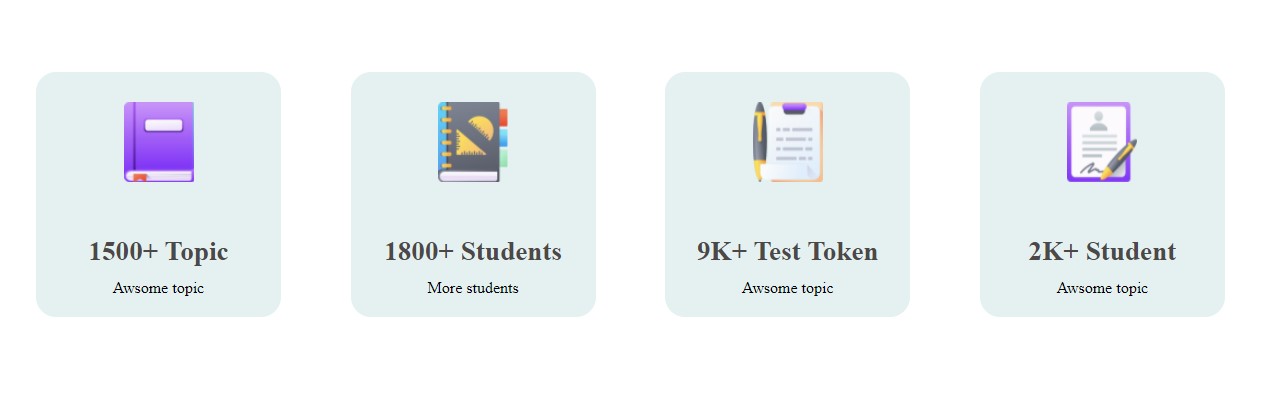 1500+ Topic
Awsome topic
1800+ Students
More students
9K+ Test Token
Awsome topic
2K+ Student
Awsome topic